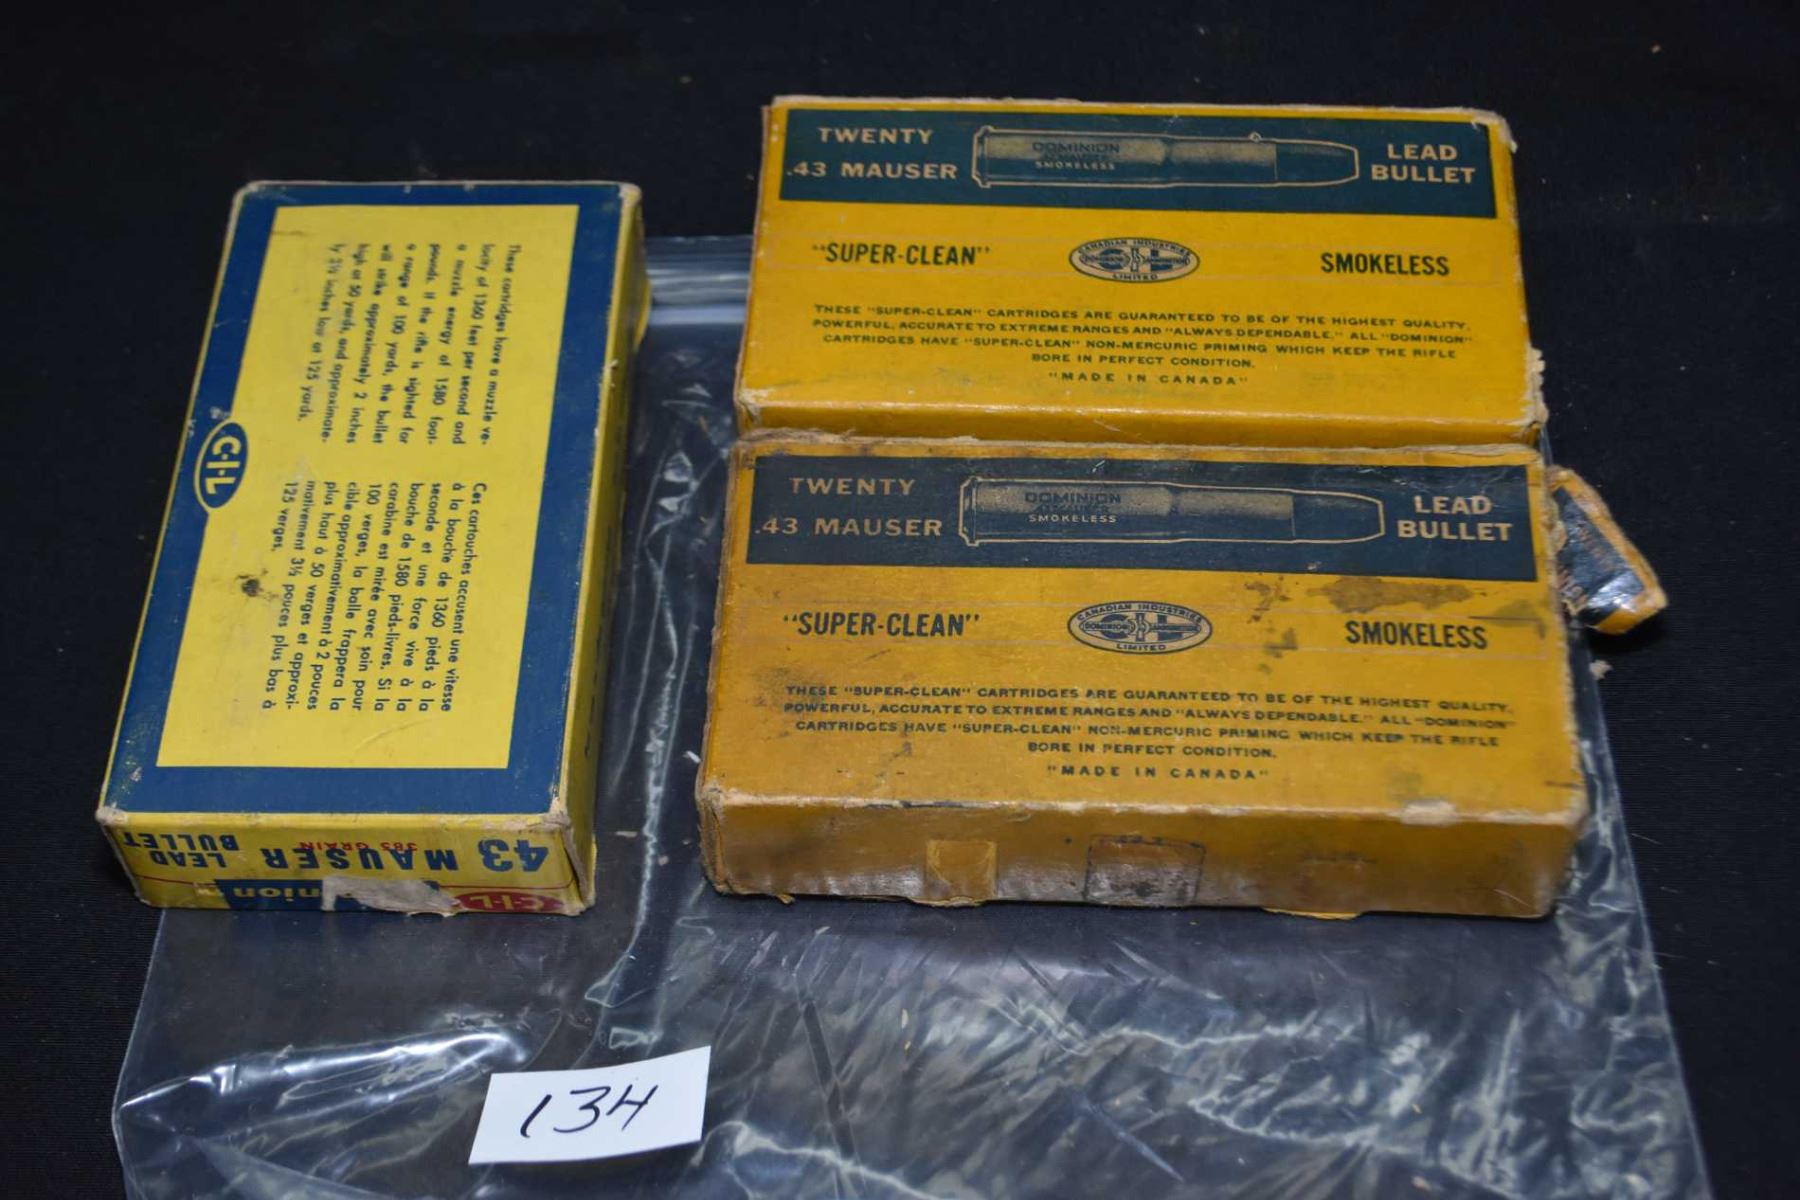 These cartridges have a muzzle ve-
locity of 1360 feet per second and
a muzzle energy of 1580 foot-
pounds. If the rifle is sighted for
a range of 100 yards, the bullet
will strike approximately 2 inches
high at 50 yards, and approximate-
ly 3½ inches low at 125 yards.
Ces cartouches accusent une vitesse
à la bouche de 1360 pieds à la
seconde et une force vive à la
bouche de 1580 pieds-livres. Si la
carabine est mirée avec soin pour
100 verges, la balle frappera la
cible approximativement à 2 pouces
plus haut à 50 verges et approxi-
mativement 3½ pouces plus bas à
125 verges.
C-I-L
43 MAUSER LEAD
BULLET
385 GRAIN
C-I-L
TWENTY
.43 MAUSER
DOMINION
SMOKELESS
LEAD
BULLET
"SUPER-CLEAN"
CANADIAN INDUSTRIES
DOMINION C-I-L AMMUNITION
LIMITED
SMOKELESS
THESE "SUPER-CLEAN" CARTRIDGES ARE GUARANTEED TO BE OF THE HIGHEST QUALITY,
POWERFUL, ACCURATE TO EXTREME RANGES AND "ALWAYS DEPENDABLE." ALL "DOMINION"
CARTRIDGES HAVE "SUPER-CLEAN" NON-MERCURIC PRIMING WHICH KEEP THE RIFLE
BORE IN PERFECT CONDITION.
"MADE IN CANADA"
TWENTY
.43 MAUSER
DOMINION
SMOKELESS
LEAD
BULLET
"SUPER-CLEAN"
CANADIAN INDUSTRIES
DOMINION C-I-L AMMUNITION
LIMITED
SMOKELESS
THESE "SUPER-CLEAN" CARTRIDGES ARE GUARANTEED TO BE OF THE HIGHEST QUALITY,
POWERFUL, ACCURATE TO EXTREME RANGES AND "ALWAYS DEPENDABLE." ALL "DOMINION"
CARTRIDGES HAVE "SUPER-CLEAN" NON-MERCURIC PRIMING WHICH KEEP THE RIFLE
BORE IN PERFECT CONDITION.
"MADE IN CANADA"
134